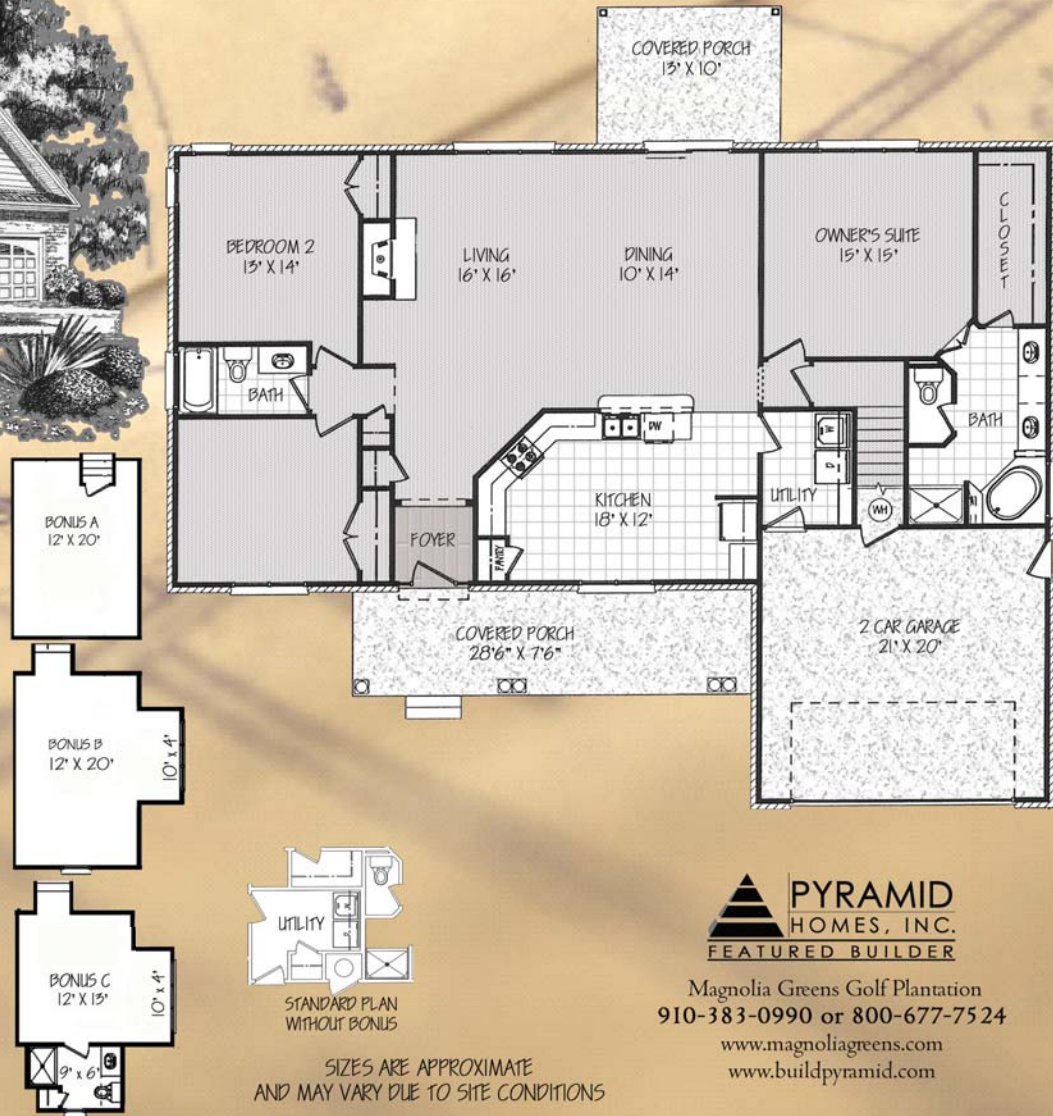 COVERED PORCH
13' X 10'
BEDROOM 2
13' X 14'
LIVING
16' X 16'
DINING
10' X 14'
OWNER'S SUITE
15' X 15'
CLOSET
BATH
BATH
DW
W
D
UTILITY
WH
W
KITCHEN
18' X 12'
FOYER
PANTRY
COVERED PORCH
28'6" X 7'6"
2 CAR GARAGE
21' X 20'
BONUS A
12' X 20'
BONUS B
12' X 20'
10' x 4'
BONUS C
12' X 13'
10' x 4'
9' x 6'
UTILITY
STANDARD PLAN
WITHOUT BONUS
SIZES ARE APPROXIMATE
AND MAY VARY DUE TO SITE CONDITIONS
PYRAMID
HOMES, INC.
FEATURED BUILDER
Magnolia Greens Golf Plantation
910-383-0990 or 800-677-7524
www.magnoliagreens.com
www.buildpyramid.com